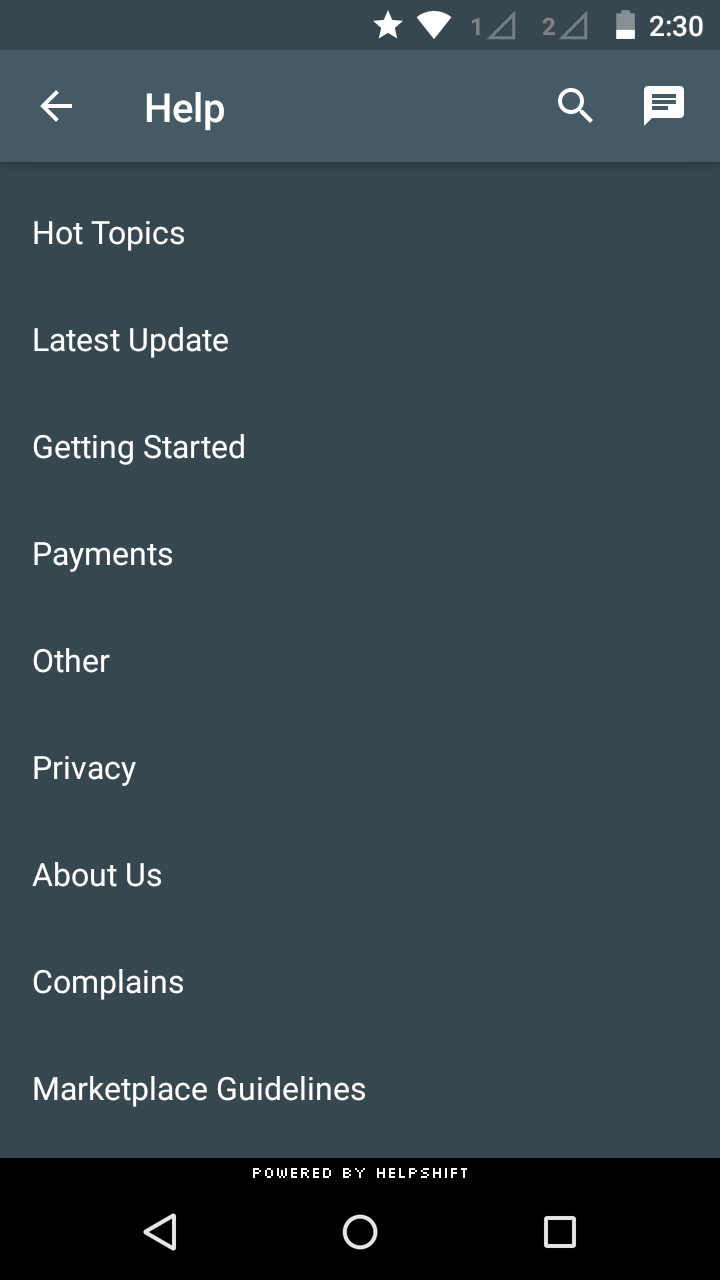 1 2 2:30
Help
Hot Topics
Latest Update
Getting Started
Payments
Other
Privacy
About Us
Complains
Marketplace Guidelines
POWERED BY HELPSHIFT